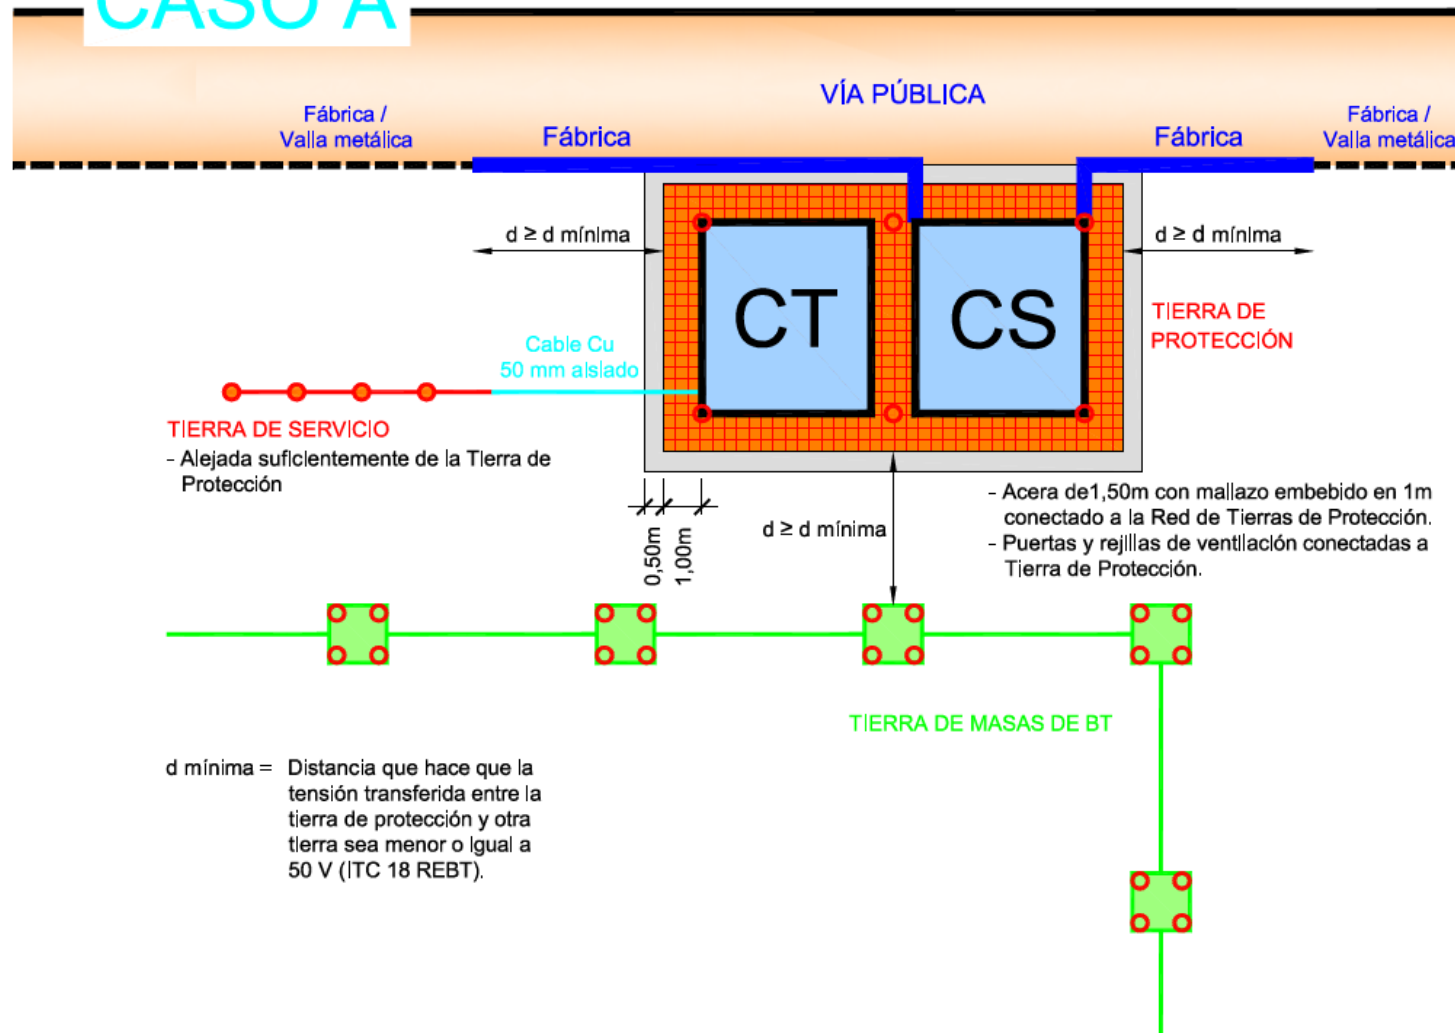 CASO A
VÍA PÚBLICA
Fábrica /
Valla metálica
Fábrica
Fábrica
Fábrica /
Valla metálica
d ≥ d mínima
d ≥ d mínima
CT
CS
TIERRA DE
PROTECCIÓN
Cable Cu
50 mm aislado
TIERRA DE SERVICIO
- Alejada suficientemente de la Tierra de
Protección
0,50m
1,00m
d ≥ d mínima
- Acera de1,50m con mallazo embebido en 1m
conectado a la Red de Tierras de Protección.
- Puertas y rejillas de ventilación conectadas a
Tierra de Protección.
TIERRA DE MASAS DE BT
d mínima = Distancia que hace que la
tensión transferida entre la
tierra de protección y otra
tierra sea menor o igual a
50 V (ITC 18 REBT).